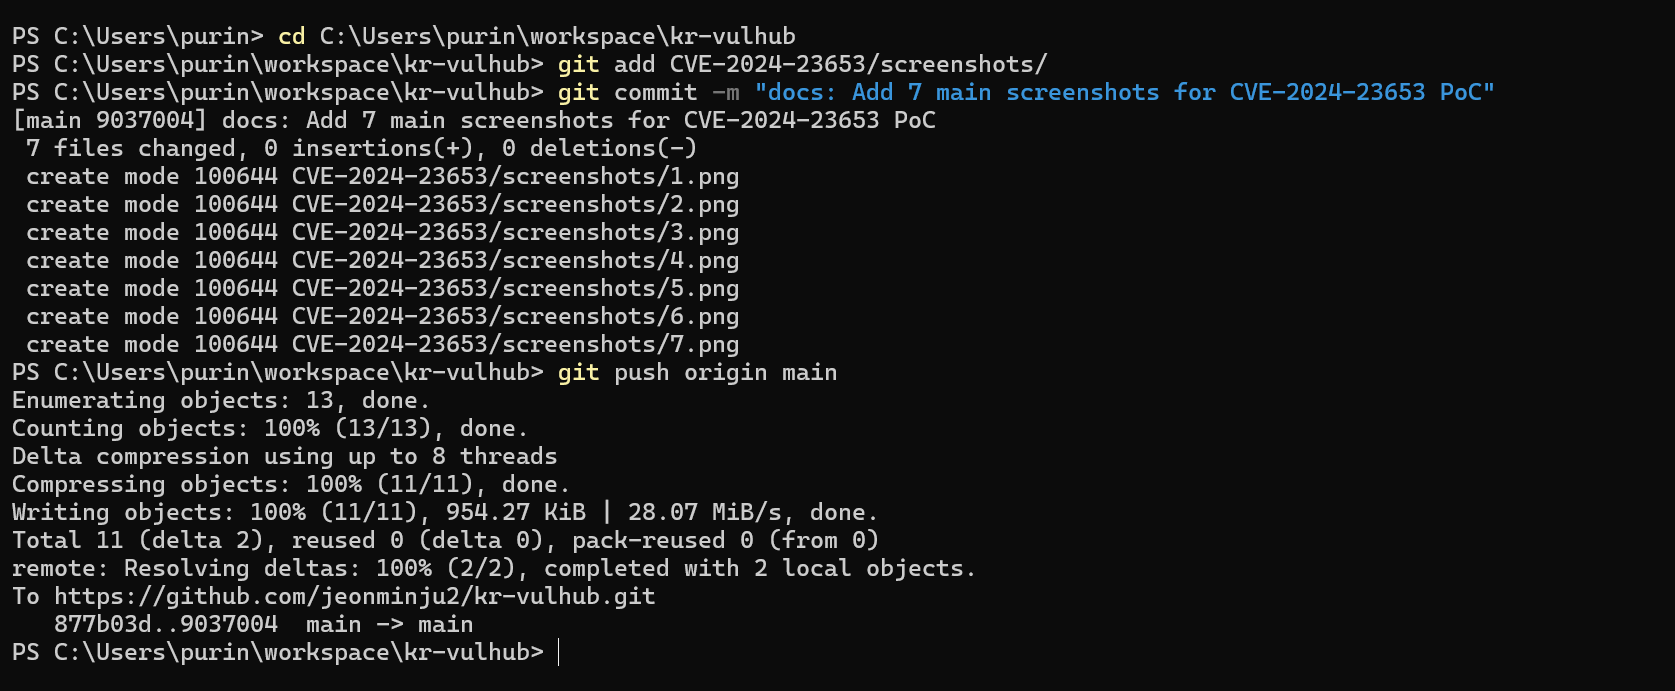 PS C:\Users\purin> cd C:\Users\purin\workspace\kr-vulhub
PS C:\Users\purin\workspace\kr-vulhub> git add CVE-2024-23653/screenshots/
PS C:\Users\purin\workspace\kr-vulhub> git commit -m "docs: Add 7 main screenshots for CVE-2024-23653 PoC"
[main 9037004] docs: Add 7 main screenshots for CVE-2024-23653 PoC
 7 files changed, 0 insertions(+), 0 deletions(-)
 create mode 100644 CVE-2024-23653/screenshots/1.png
 create mode 100644 CVE-2024-23653/screenshots/2.png
 create mode 100644 CVE-2024-23653/screenshots/3.png
 create mode 100644 CVE-2024-23653/screenshots/4.png
 create mode 100644 CVE-2024-23653/screenshots/5.png
 create mode 100644 CVE-2024-23653/screenshots/6.png
 create mode 100644 CVE-2024-23653/screenshots/7.png
PS C:\Users\purin\workspace\kr-vulhub> git push origin main
Enumerating objects: 13, done.
Counting objects: 100% (13/13), done.
Delta compression using up to 8 threads
Compressing objects: 100% (11/11), done.
Writing objects: 100% (11/11), 954.27 KiB | 28.07 MiB/s, done.
Total 11 (delta 2), reused 0 (delta 0), pack-reused 0 (from 0)
remote: Resolving deltas: 100% (2/2), completed with 2 local objects.
To https://github.com/jeonminju2/kr-vulhub.git
   877b03d..9037004  main -> main
PS C:\Users\purin\workspace\kr-vulhub>